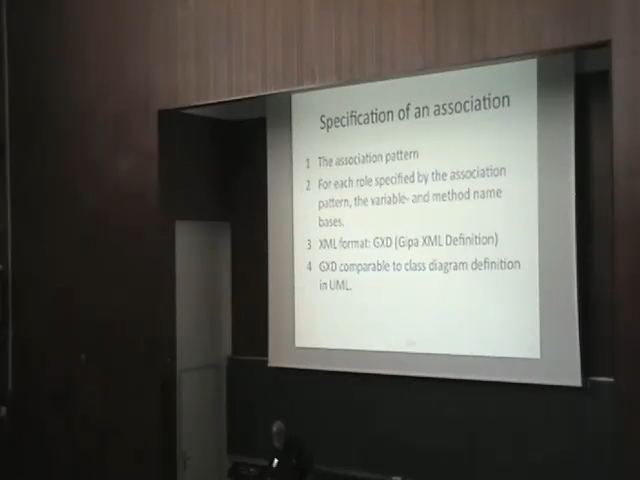 Specification of an association
1 The association pattern
2 For each role specified by the association
pattern, the variable- and method name
bases.
3 XML format: GXD (Gipa XML Definition)
4 GXD comparable to class diagram definition
in UML.